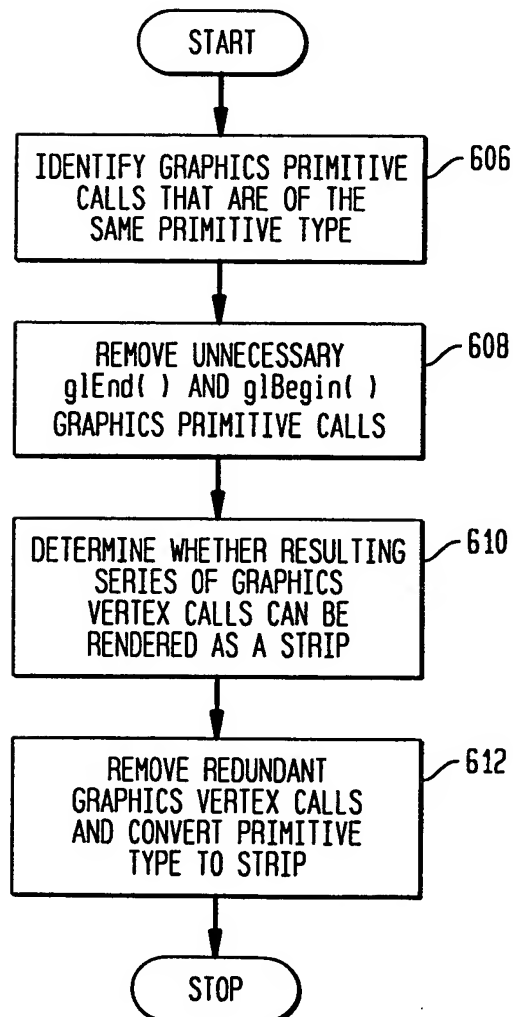 START
IDENTIFY GRAPHICS PRIMITIVE
CALLS THAT ARE OF THE
SAME PRIMITIVE TYPE
606
REMOVE UNNECESSARY
glEnd( ) AND glBegin( )
GRAPHICS PRIMITIVE CALLS
608
DETERMINE WHETHER RESULTING
SERIES OF GRAPHICS
VERTEX CALLS CAN BE
RENDERED AS A STRIP
610
REMOVE REDUNDANT
GRAPHICS VERTEX CALLS
AND CONVERT PRIMITIVE
TYPE TO STRIP
612
STOP